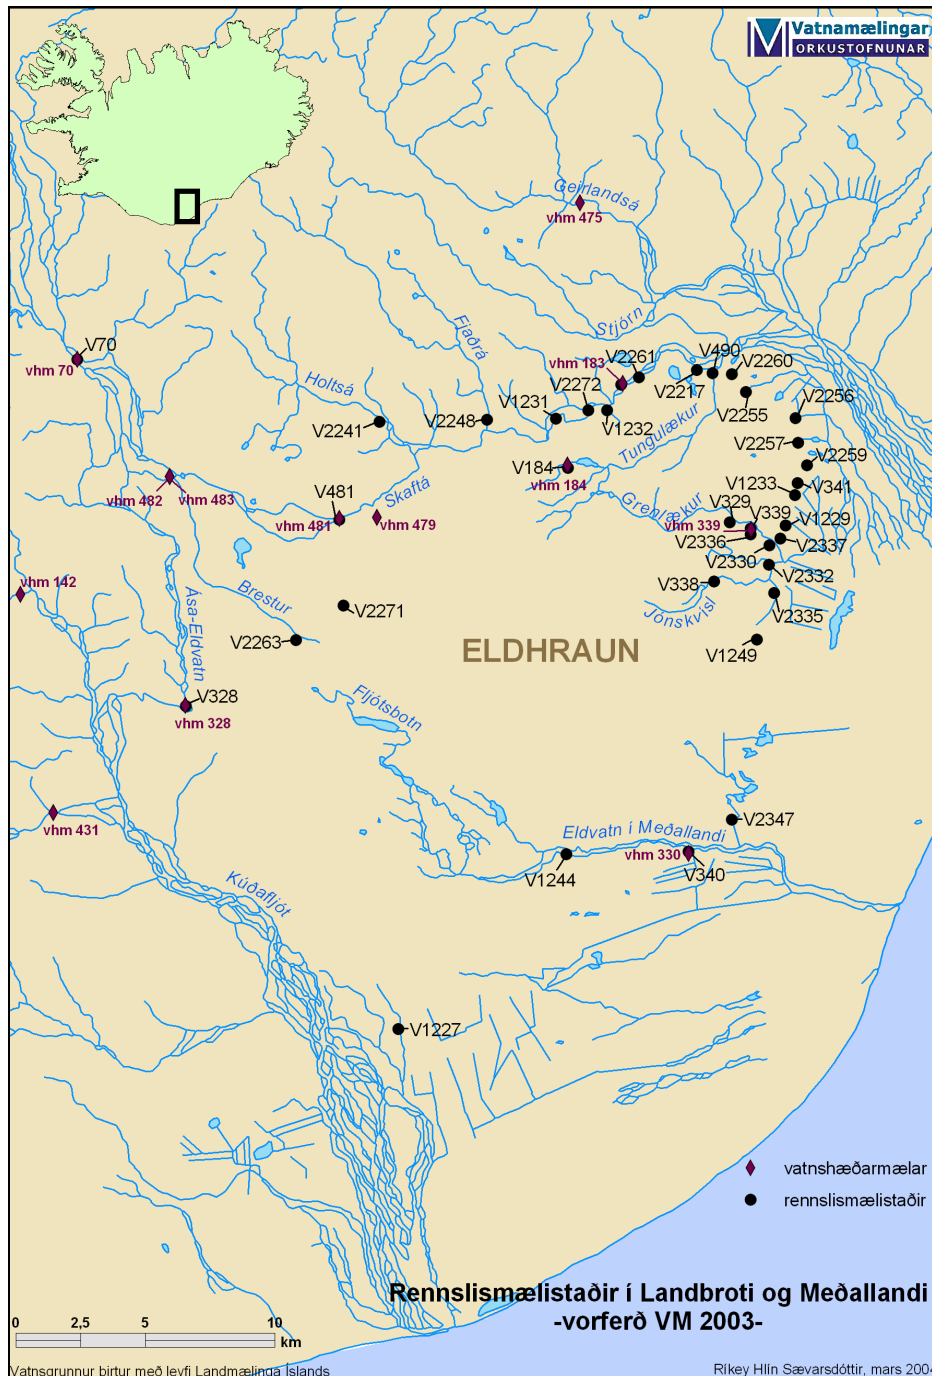 Vatnamælingar
ORKUSTOFNUNAR
Geirlandsá
vhm 475
Stjórn
Fjaðrá
V70
vhm 70
Holtsá
vhm 183
V2261
V490
V2260
V2272
V2217
V1231
V2256
V2255
V2241
V2248
V1232
V2257
Tungulækur
V2259
V184
vhm 184
V1233
V341
vhm 482
vhm 483
V481
Skaftá
Grenlækur
V329
V339
V1229
vhm 481
vhm 479
vhm 339
V2336
V2337
V2330
vhm 142
V2332
V338
Ása-Eldvatn
Brestur
V2271
Jónskvísl
V2335
V2263
ELDHRAUN
V1249
V328
Fljótsbotn
vhm 328
vhm 431
Eldvatn í Meðallandi
V2347
vhm 330
V1244
V340
Kúðafljót
V1227
vatnshæðarmælar
rennslismælistaðir
Rennslismælistaðir í Landbroti og Meðallandi
-vorferð VM 2003-
0 2,5 5 10
km
Vatnsgrunnur birtur með leyfi Landmælinga Íslands
Ríkey Hlín Sævarsdóttir, mars 2004